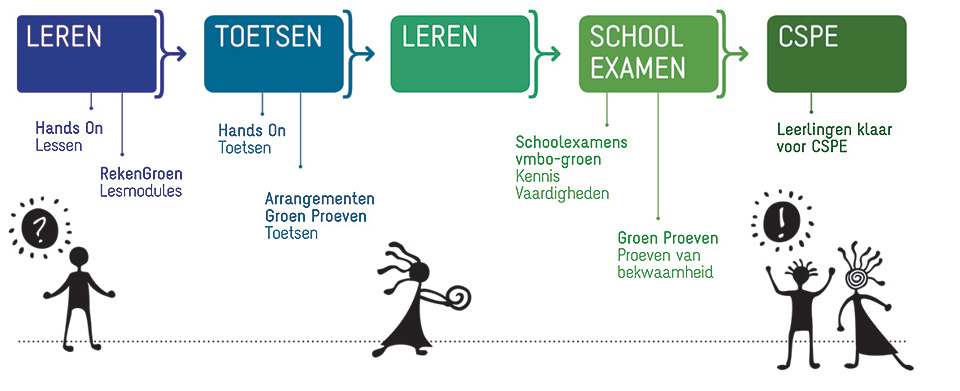 LEREN
TOETSEN
LEREN
SCHOOL
EXAMEN
CSPE
Hands On
Lessen
RekenGroen
Lesmodules
Hands On
Toetsen
Arrangementen
Groen Proeven
Toetsen
Schoolexamens
vmbo-groen
Kennis
Vaardigheden
Groen Proeven
Proeven van
bekwaamheid
Leerlingen klaar
voor CSPE
?
!